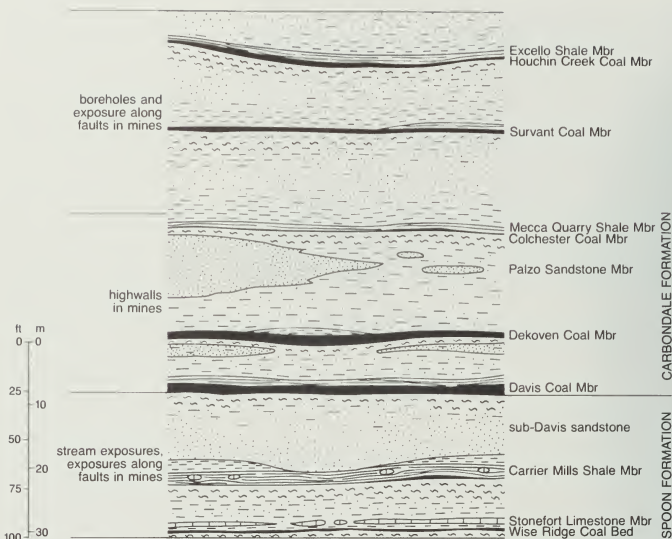 boreholes and
exposure along
faults in mines
highwalls
in mines
stream exposures,
exposures along
faults in mines
ft m
0 0
25
10
50
20
75
30
100
Excello Shale Mbr
Houchin Creek Coal Mbr
Survant Coal Mbr
Mecca Quarry Shale Mbr
Colchester Coal Mbr
Palzo Sandstone Mbr
Dekoven Coal Mbr
Davis Coal Mbr
sub-Davis sandstone
Carrier Mills Shale Mbr
Stonefort Limestone Mbr
Wise Ridge Coal Bed
CARBONDALE FORMATION
SPOON FORMATION